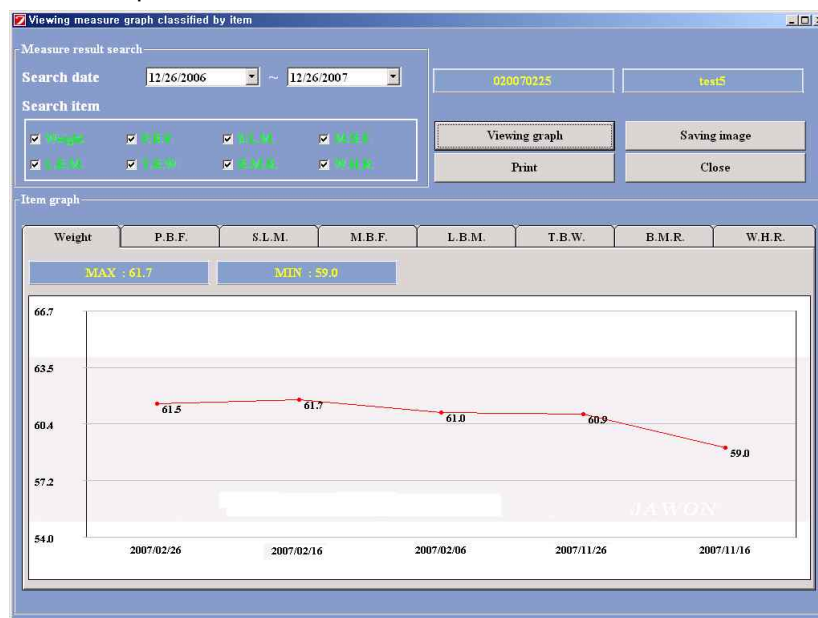 Viewing measure graph classified by item
Measure result search
Search date 12/26/2006 ~ 12/26/2007
020070225 test5
Search item
Weight P.B.F. S.L.M. M.B.F.
L.B.M. T.B.W. B.M.R. W.H.R.
Viewing graph Saving image
Print Close
Item graph
Weight P.B.F. S.L.M. M.B.F. L.B.M. T.B.W. B.M.R. W.H.R.
MAX : 61.7 MIN : 59.0
66.7
63.5
61.5 61.7 61.0 60.9 59.0
60.4
57.2
JAWON
54.0
2007/02/26 2007/02/16 2007/02/06 2007/11/26 2007/11/16